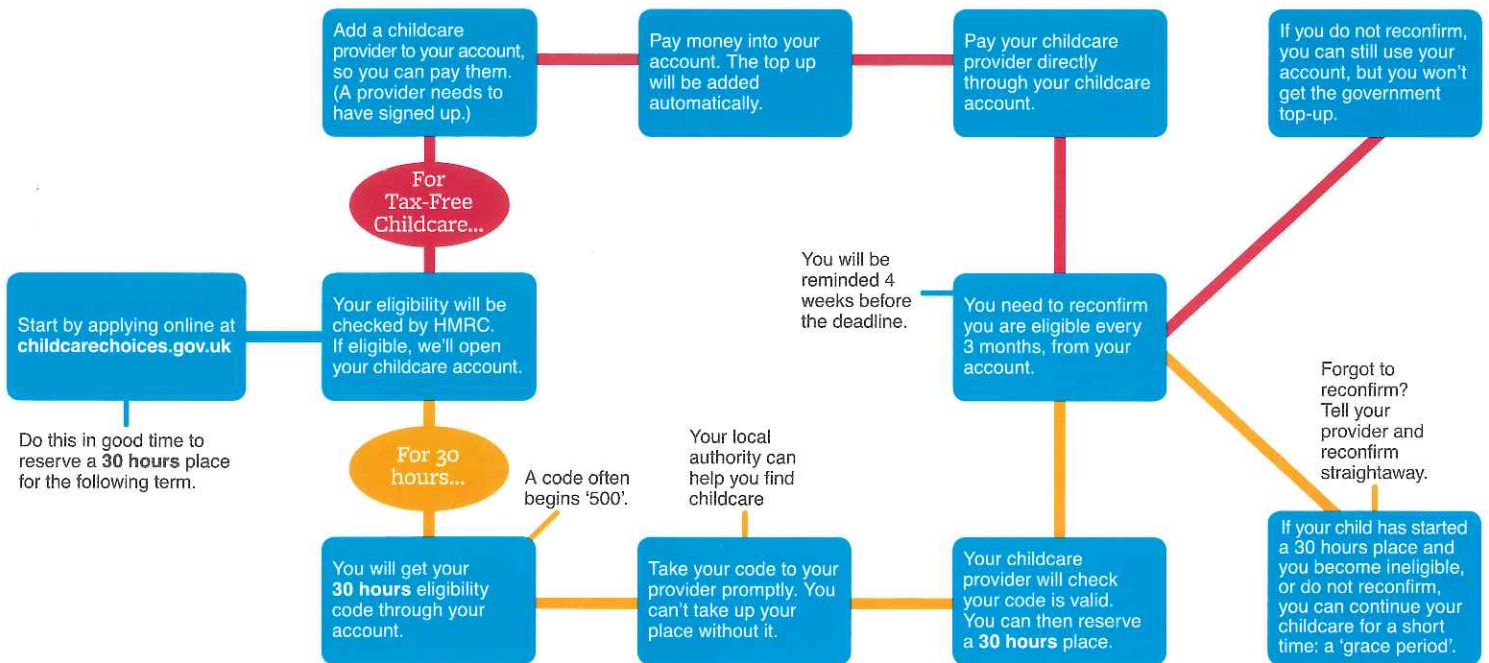 Add a childcare
provider to your account,
so you can pay them.
(A provider needs to
have signed up.)
Pay money into your
account. The top up
will be added
automatically.
Pay your childcare
provider directly
through your childcare
account.
If you do not reconfirm,
you can still use your
account, but you won't
get the government
top-up.
For
Tax-Free
Childcare...
Start by applying online at
childcarechoices.gov.uk
Do this in good time to
reserve a 30 hours place
for the following term.
Your eligibility will be
checked by HMRC.
If eligible, we'll open
your childcare account.
You will be
reminded 4
weeks before
the deadline.
You need to reconfirm
you are eligible every
3 months, from your
account.
For 30
hours...
A code often
begins '500'.
Your local
authority can
help you find
childcare
Forgot to
reconfirm?
Tell your
provider and
reconfirm
straightaway.
You will get your
30 hours eligibility
code through your
account.
Take your code to your
provider promptly. You
can't take up your
place without it.
Your childcare
provider will check
your code is valid.
You can then reserve
a 30 hours place.
If your child has started
a 30 hours place and
you become ineligible,
or do not reconfirm,
you can continue your
childcare for a short
time: a 'grace period'.